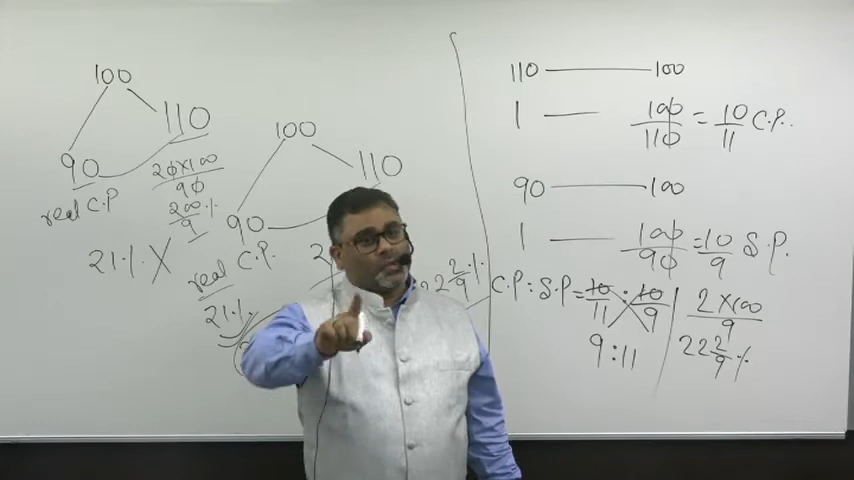 100
110
90
20×100
90
200 %
9
real C.P
21% X
100
110
90
real C.P.
21%
2
22 2/9 %
110 — 100
1 — 100/110 = 10/11 C.P.
90 — 100
1 — 100/90 = 10/9 S.P.
C.P : S.P = 10/11 : 10/9
9 : 11
2 × 100
9
22 2/9 %